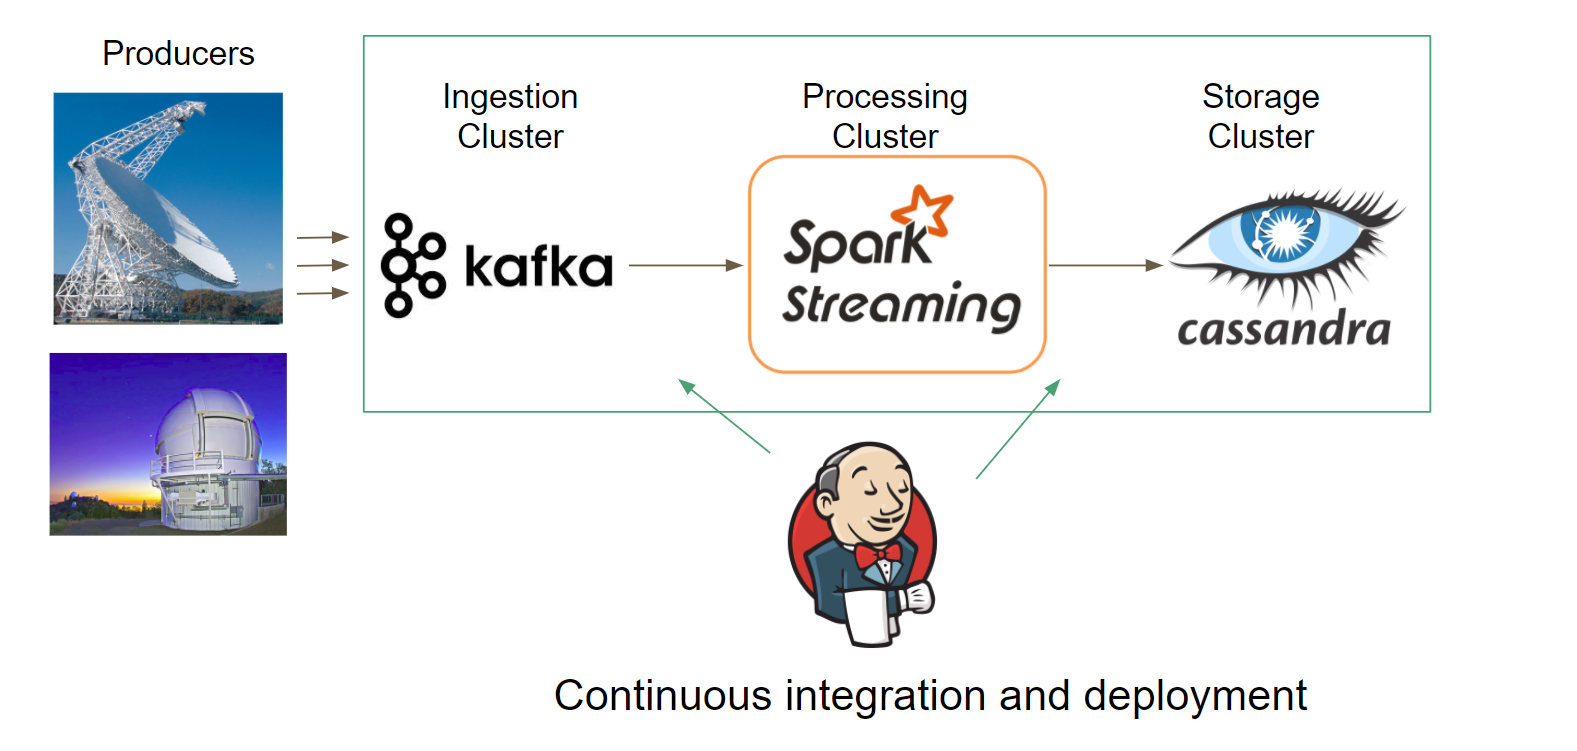 Producers
Ingestion
Cluster
Processing
Cluster
Storage
Cluster
kafka
Spark
Streaming
cassandra
Continuous integration and deployment